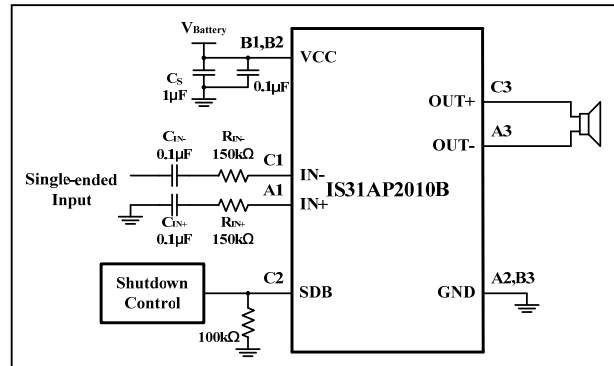 VBattery
B1,B2
VCC
CS
1μF
0.1μF
C3
OUT+
A3
OUT-
CIN-
0.1μF
RIN-
150kΩ
C1
IN-
Single-ended
Input
A1
IN+
IS31AP2010B
CIN+
0.1μF
RIN+
150kΩ
Shutdown
Control
C2
SDB
A2,B3
GND
100kΩ